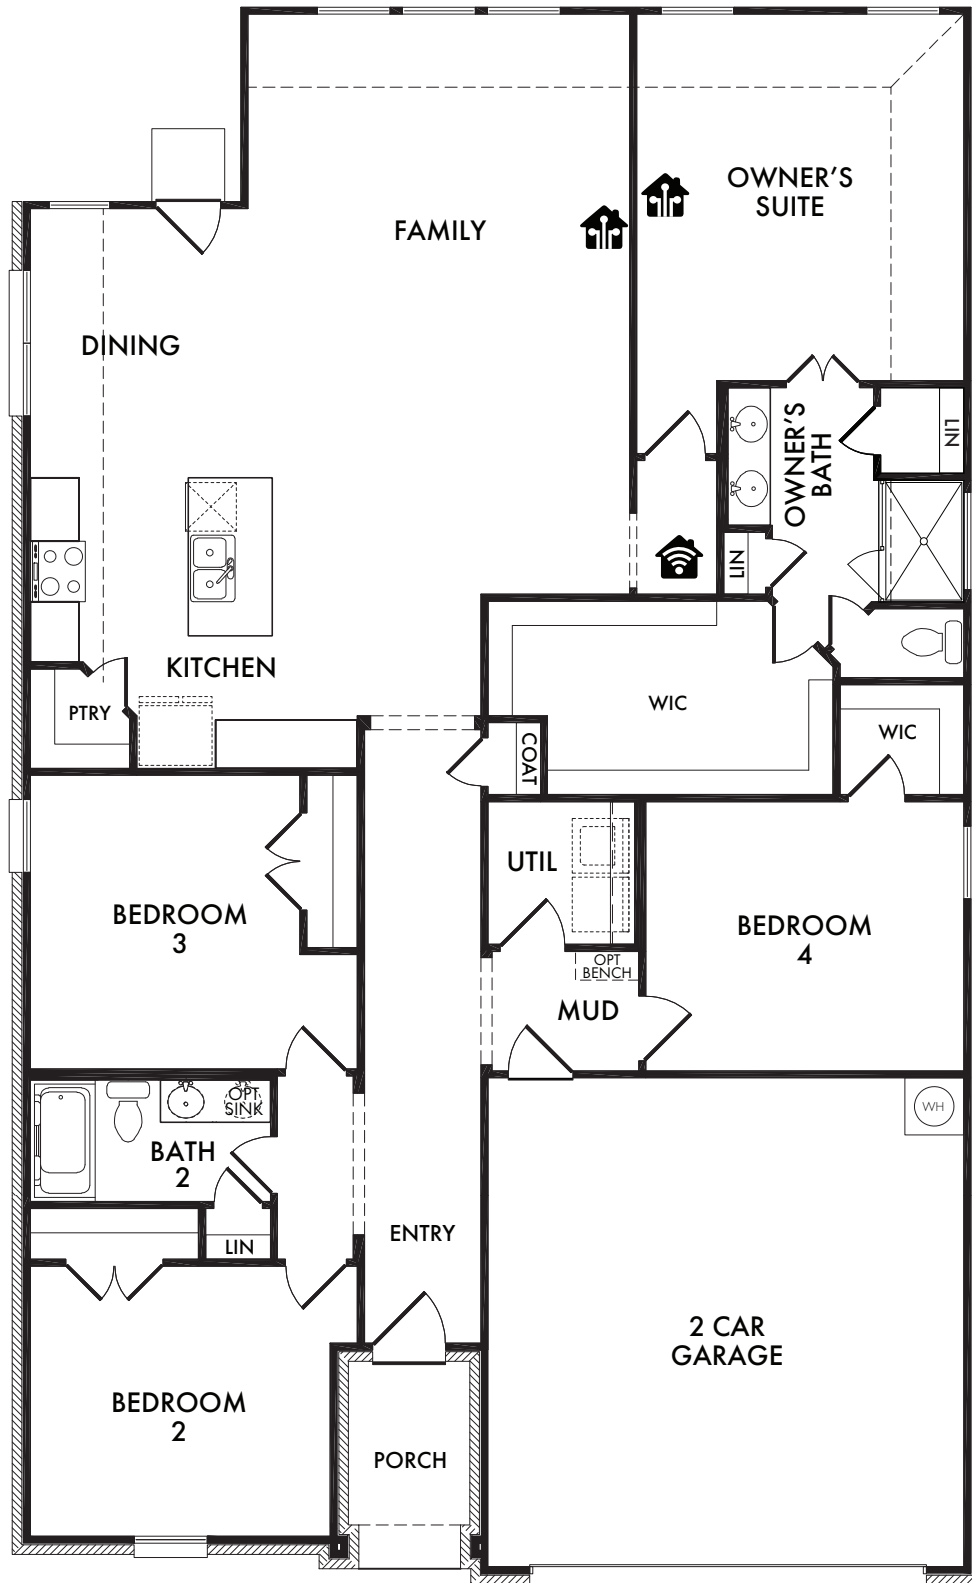 OWNER'S
SUITE
FAMILY
DINING
OWNER'S
BATH
LIN
LIN
KITCHEN
PTRY
WIC
WIC
COAT
UTIL
BEDROOM
3
BEDROOM
4
OPT
BENCH
MUD
OPT
SINK
WH
BATH
2
LIN
ENTRY
2 CAR
GARAGE
BEDROOM
2
PORCH